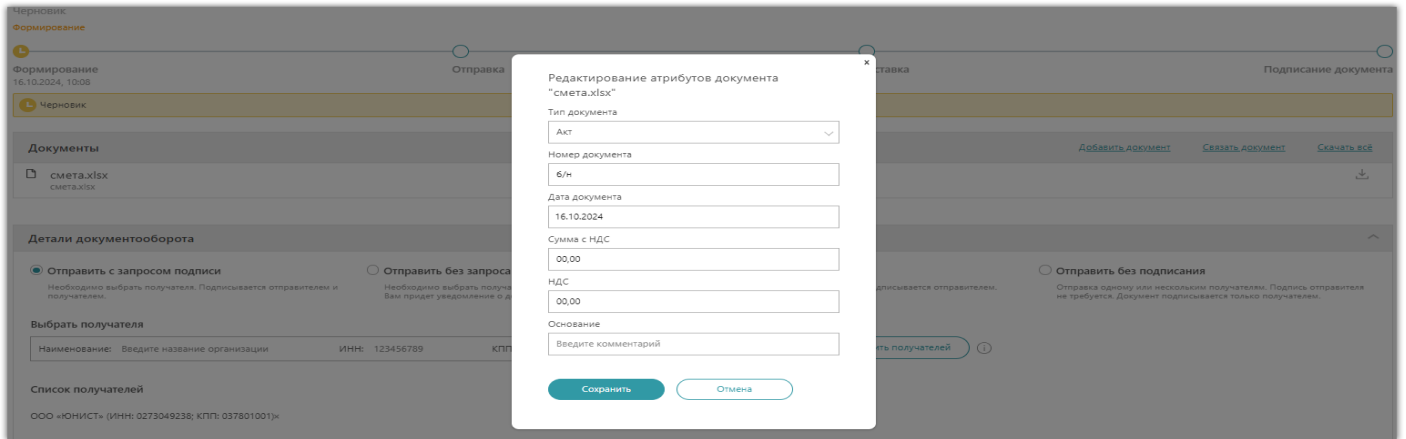 Черновик
Формирование
Формирование
16.10.2024, 10:08
Отправка
ставка
Подписание документа
Черновик
Документы
Добавить документ
Связать документ
Скачать всё
смета.xlsx
смета.xlsx
Детали документооборота
Отправить с запросом подписи
Необходимо выбрать получателя. Подписывается отправителем и
получателем.
Отправить без запроса
Необходимо выбрать получа
Вам придет уведомление о д
дписывается отправителем.
Отправить без подписания
Отправка одному или нескольким получателям. Подпись отправителя
не требуется. Документ подписывается только получателем.
Выбрать получателя
Наименование: Введите название организации ИНН: 123456789 КПП
ть получателей
Список получателей
ООО «ЮНИСТ» (ИНН: 0273049238; КПП: 037801001)×
×
Редактирование атрибутов документа
"смета.xlsx"
Тип документа
Акт
Номер документа
б/н
Дата документа
16.10.2024
Сумма с НДС
00,00
НДС
00,00
Основание
Введите комментарий
Сохранить
Отмена